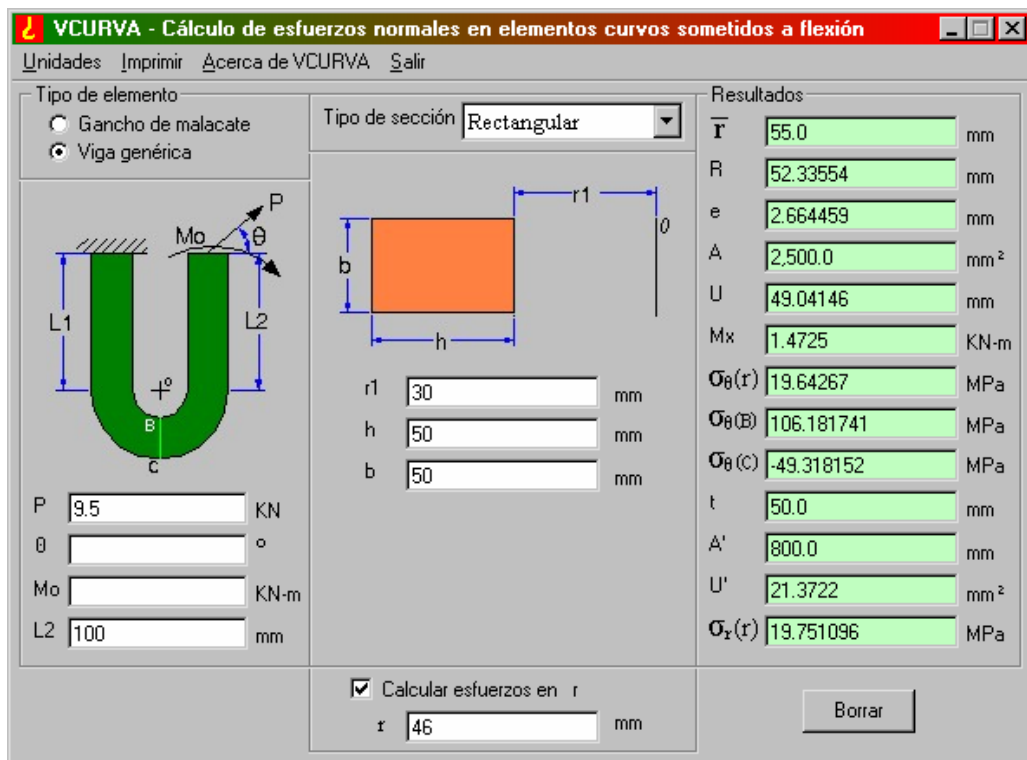 VCURVA - Cálculo de esfuerzos normales en elementos curvos sometidos a flexión
Unidades Imprimir Acerca de VCURVA Salir
Tipo de elemento
Gancho de malacate
Viga genérica
Tipo de sección Rectangular
P
Mo
θ
L1
L2
o
B
C
r1
0
b
h
P 9.5 KN
θ º
Mo KN-m
L2 100 mm
r1 30 mm
h 50 mm
b 50 mm
Calcular esfuerzos en r
r 46 mm
Resultados
r̅ 55.0 mm
R 52.33554 mm
e 2.664459 mm
A 2,500.0 mm²
U 49.04146 mm
Mx 1.4725 KN-m
σθ(r) 19.64267 MPa
σθ(B) 106.181741 MPa
σθ(C) -49.318152 MPa
t 50.0 mm
A' 800.0 mm
U' 21.3722 mm²
σr(r) 19.751096 MPa
Borrar